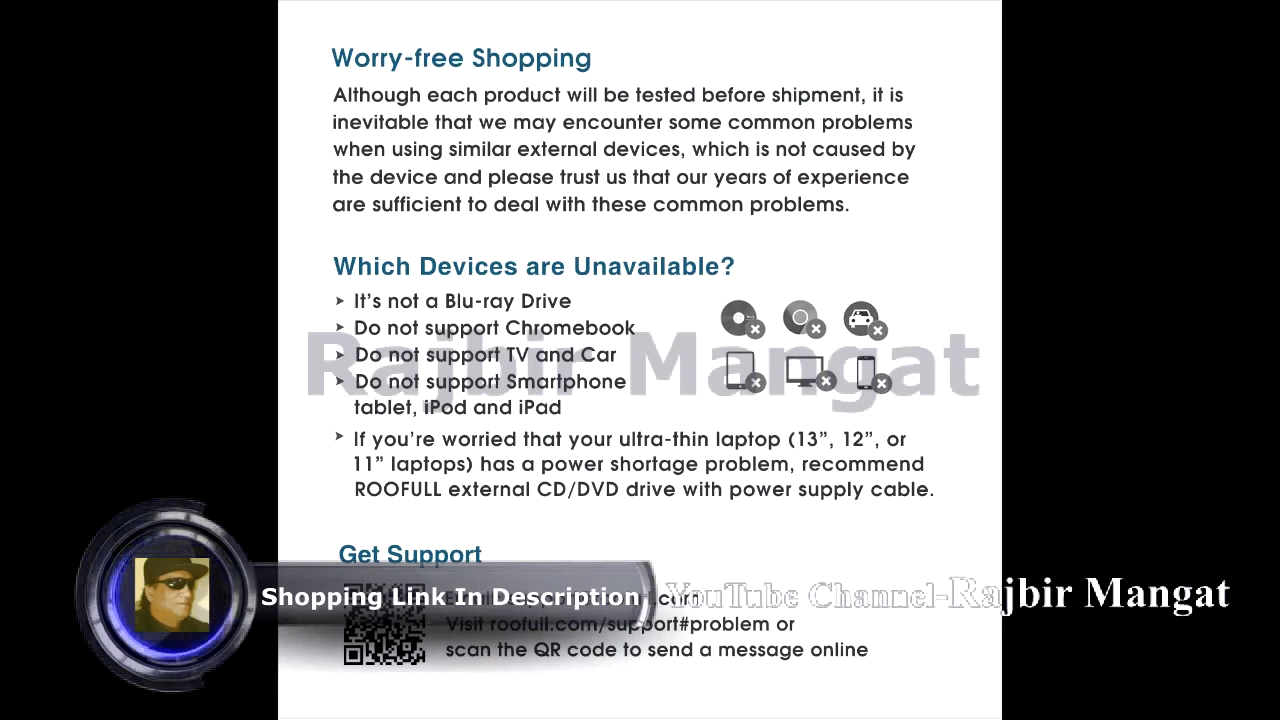 Worry-free Shopping
Although each product will be tested before shipment, it is
inevitable that we may encounter some common problems
when using similar external devices, which is not caused by
the device and please trust us that our years of experience
are sufficient to deal with these common problems.
Which Devices are Unavailable?
➤ It's not a Blu-ray Drive
➤ Do not support Chromebook
➤ Do not support TV and Car
➤ Do not support Smartphone
tablet, iPod and iPad
Rajbir Mangat
➤ If you're worried that your ultra-thin laptop (13”, 12”, or
11” laptops) has a power shortage problem, recommend
ROOFULL external CD/DVD drive with power supply cable.
Get Support
Shopping Link In Description
.com
YouTube Channel-Rajbir Mangat
Visit roofull.com/support#problem or
scan the QR code to send a message online